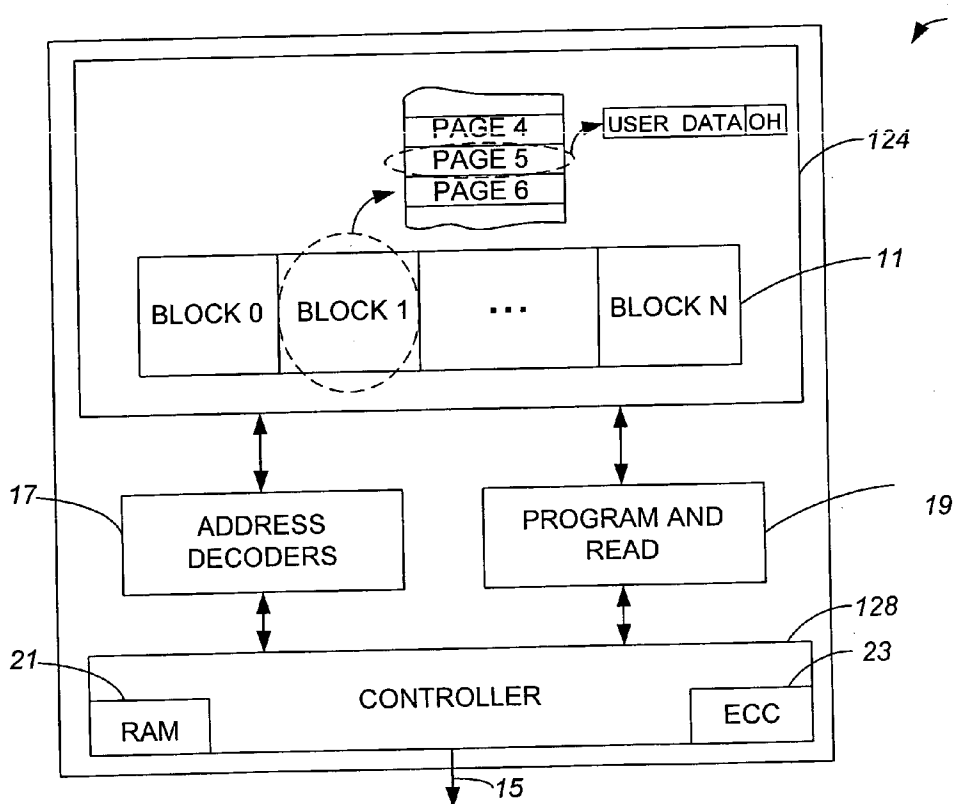 PAGE 4
USER DATA OH
PAGE 5
124
PAGE 6
11
BLOCK 0 BLOCK 1 ... BLOCK N
17
ADDRESS DECODERS
PROGRAM AND READ
19
128
21
23
CONTROLLER
RAM
ECC
15